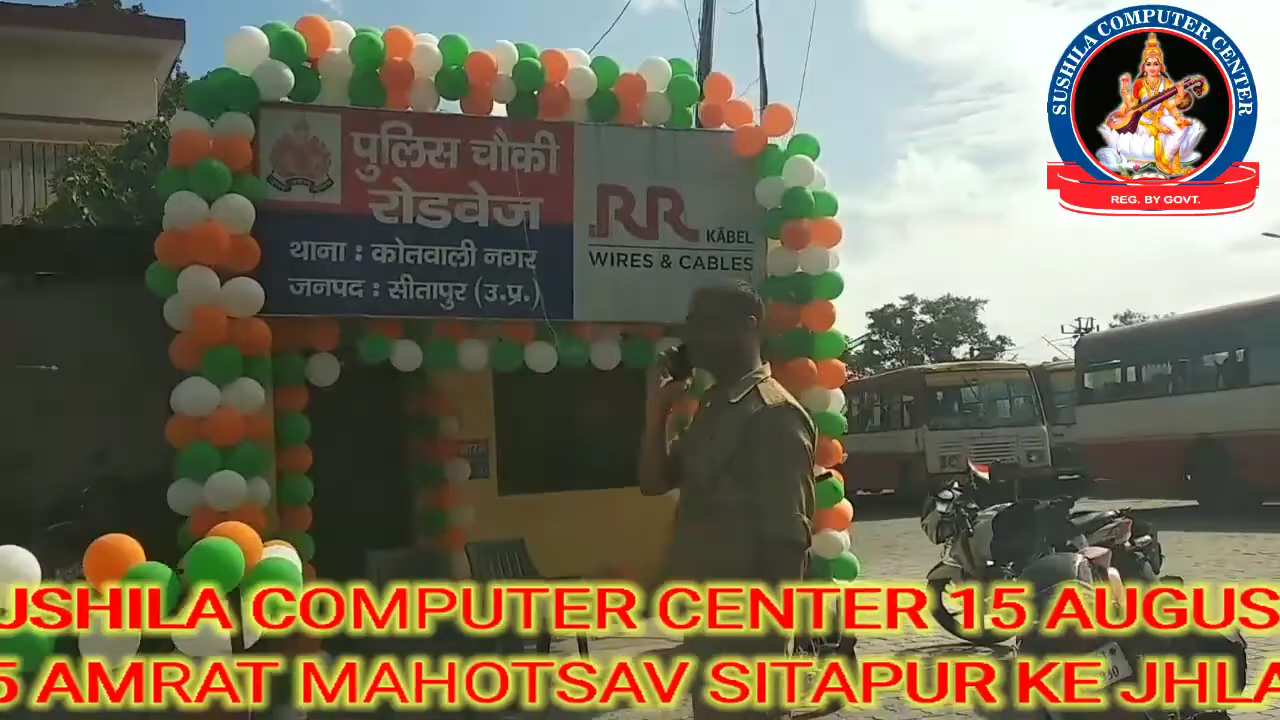 SUSHILA COMPUTER CENTER
REG. BY GOVT.
पुलिस चौकी
रोडवेज
थाना : कोतवाली नगर
जनपद : सीतापुर (उ.प्र.)
RR KABEL
WIRES & CABLES
USHILA COMPUTER CENTER 15 AUGUS
5 AMRAT MAHOTSAV SITAPUR KE JHLA